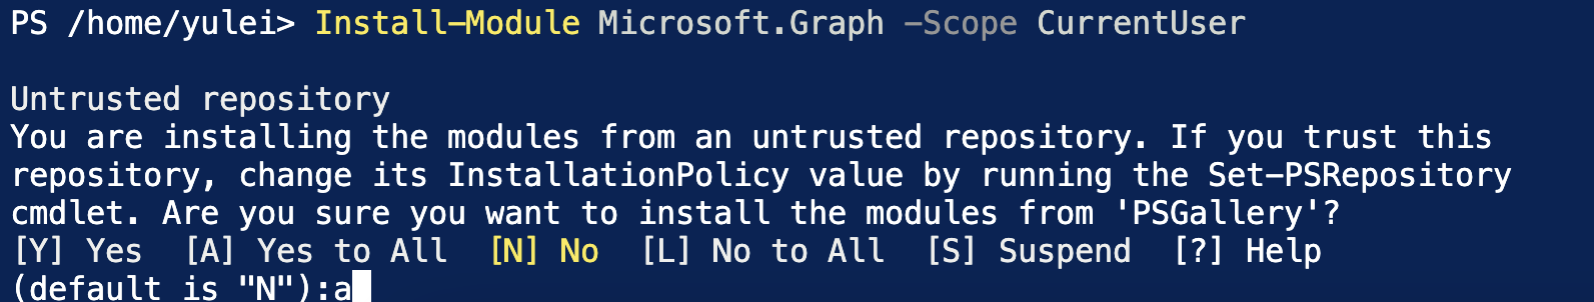 PS /home/yulei> Install-Module Microsoft.Graph -Scope CurrentUser
Untrusted repository
You are installing the modules from an untrusted repository. If you trust this
repository, change its InstallationPolicy value by running the Set-PSRepository
cmdlet. Are you sure you want to install the modules from 'PSGallery'?
[Y] Yes  [A] Yes to All  [N] No  [L] No to All  [S] Suspend  [?] Help
(default is "N"):a